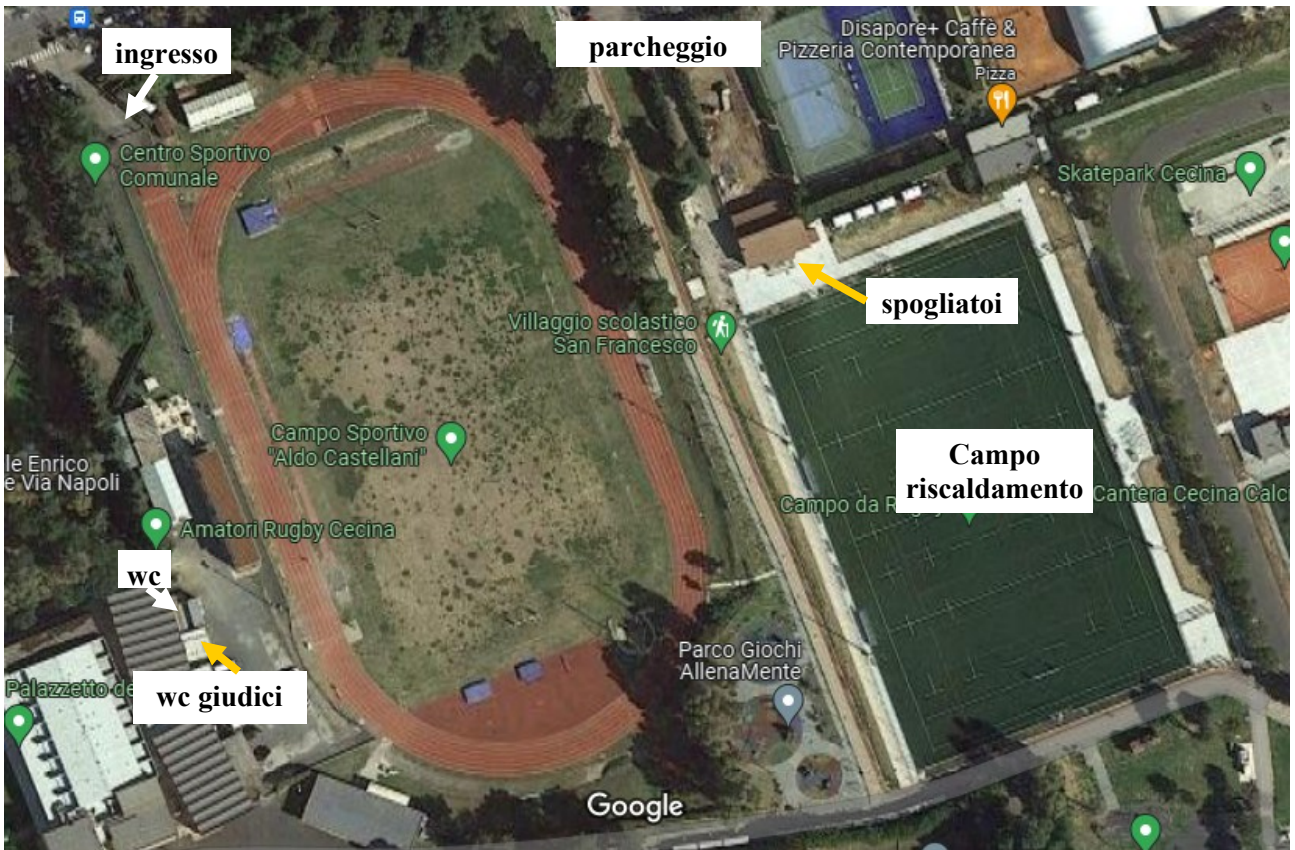 ingresso
parcheggio
Disapore+ Caffè &
Pizzeria Contemporanea
Pizza
Centro Sportivo
Comunale
Skatepark Cecina
spogliatoi
Villaggio scolastico
San Francesco
Campo Sportivo
"Aldo Castellani"
Campo
riscaldamento
le Enrico
e Via Napoli
Campo da R
Cantera Cecina Calci
Amatori Rugby Cecina
wc
Parco Giochi
AllenaMente
wc giudici
Palazzetto de
Google